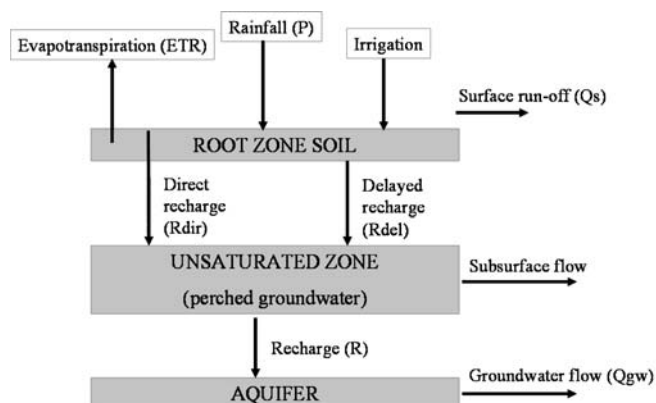 Rainfall (P)
Evapotranspiration (ETR)
Irrigation
Surface run-off (Qs)
ROOT ZONE SOIL
Direct
recharge
(Rdir)
Delayed
recharge
(Rdel)
UNSATURATED ZONE
(perched groundwater)
Subsurface flow
Recharge (R)
Groundwater flow (Qgw)
AQUIFER